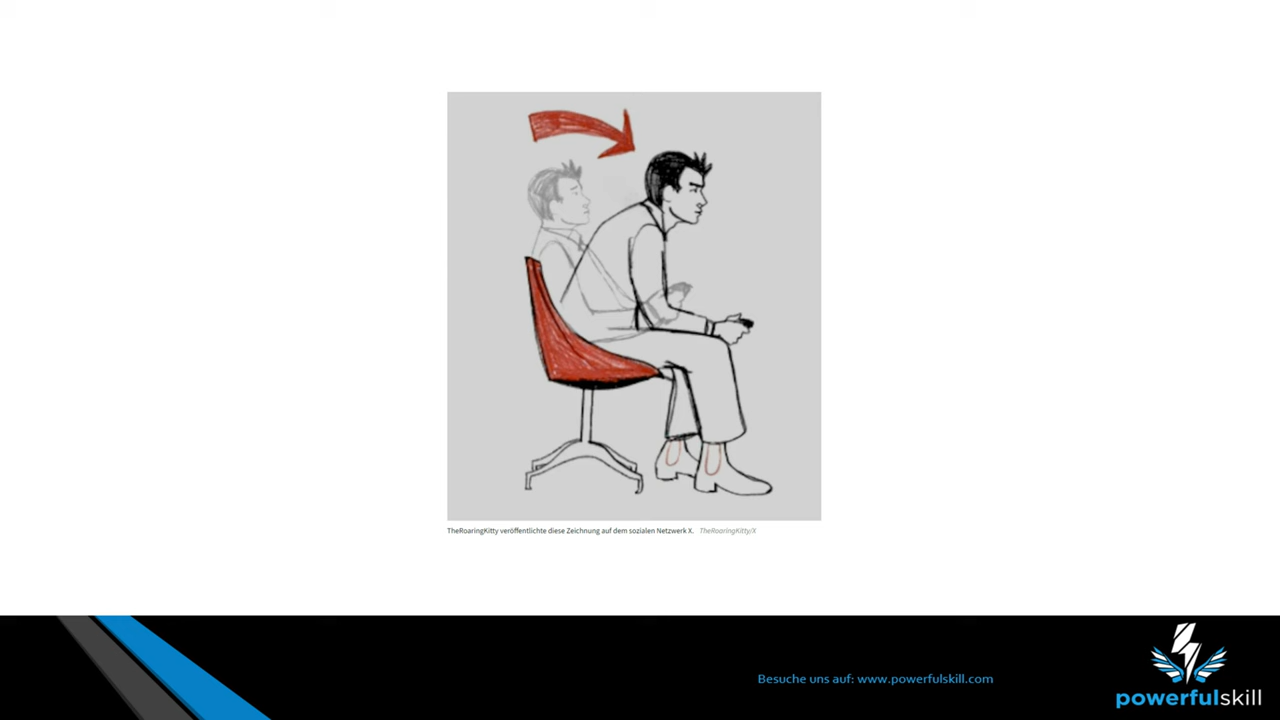 TheRoaringKitty veröffentlichte diese Zeichnung auf dem sozialen Netzwerk X. TheRoaringKitty/X
Besuche uns auf: www.powerfulskill.com
powerfulskill